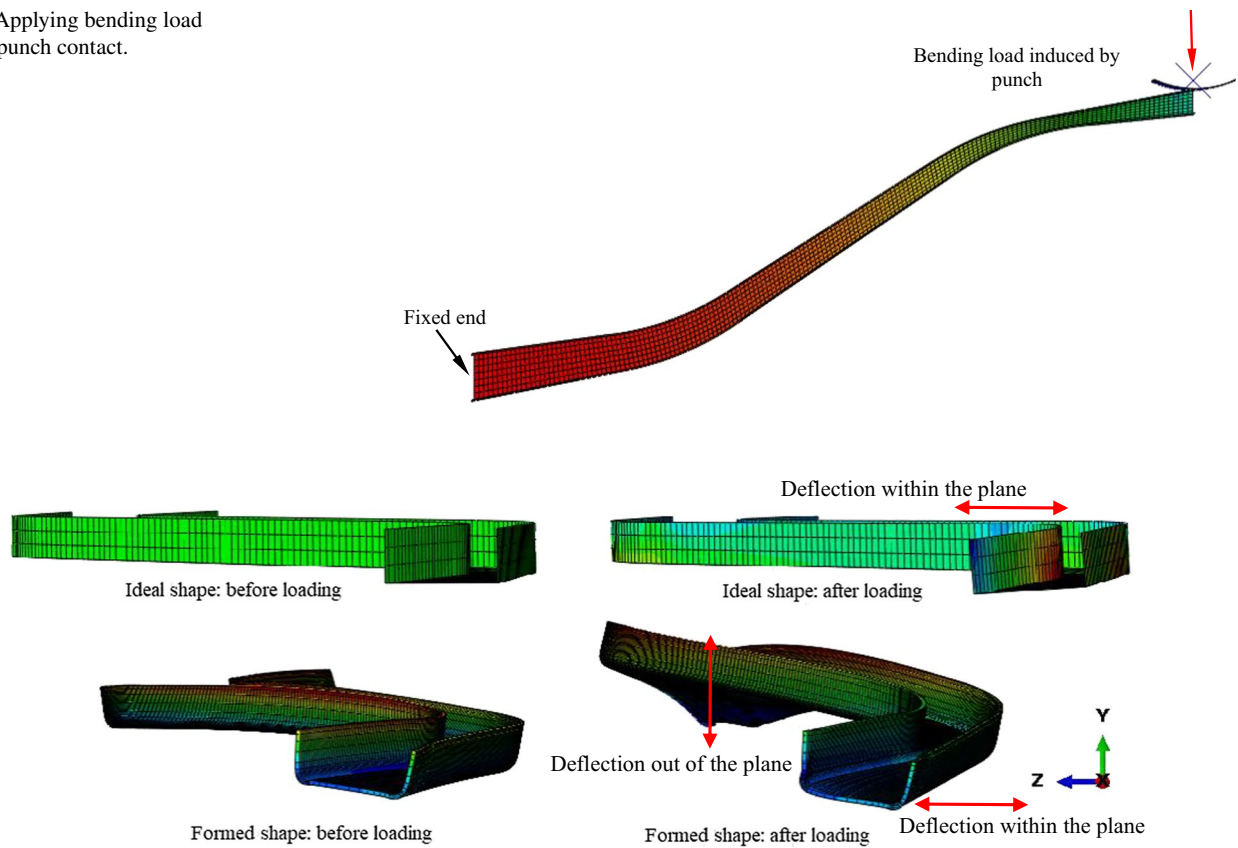 Applying bending load
punch contact.
Bending load induced by
punch
Fixed end
Deflection within the plane
Ideal shape: before loading
Ideal shape: after loading
Deflection out of the plane
Y
Z
X
Formed shape: before loading
Formed shape: after loading
Deflection within the plane